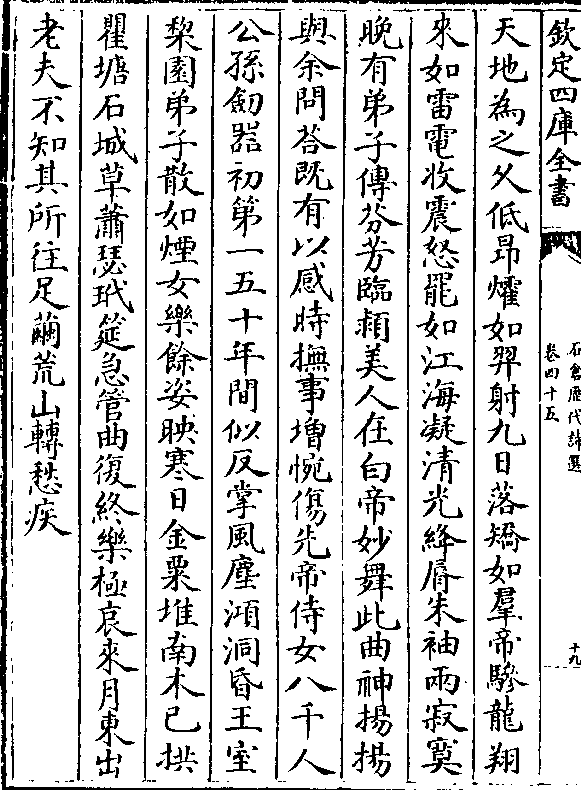 欽定四庫全書
石倉歷代詩選
卷四十五
十九
天地為之久低昻㸌如羿射九日落矯如羣帝驂龍翔
來如雷電收震怒罷如江海凝清光絳脣朱袖兩寂寞
晚有弟子傳芬芳臨潁美人在白帝妙舞此曲神揚揚
與余問答既有以感時撫事增惋傷先帝侍女八千人
公孫劒器初第一五十年間似反掌風塵澒洞昏王室
棃園弟子散如煙女樂餘姿映寒日金粟堆南木已拱
瞿塘石城草蕭瑟玳筵急管曲復終樂極哀來月東出
老夫不知其所往足繭荒山轉愁疾